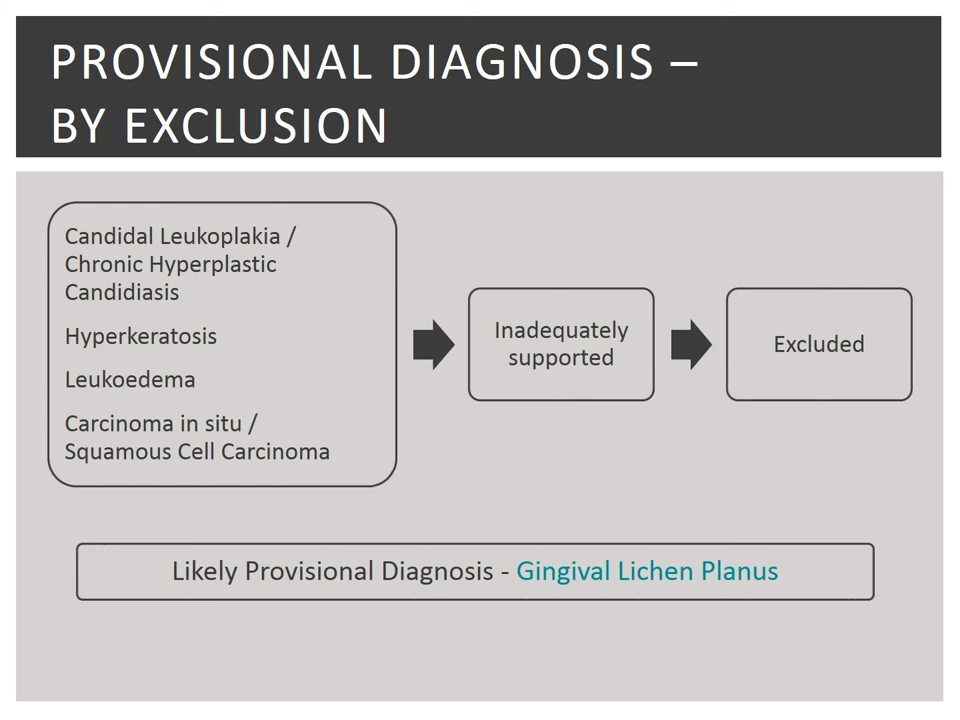 PROVISIONAL DIAGNOSIS –
BY EXCLUSION
Candidal Leukoplakia /
Chronic Hyperplastic
Candidiasis
Hyperkeratosis
Leukoedema
Carcinoma in situ /
Squamous Cell Carcinoma
Inadequately
supported
Excluded
Likely Provisional Diagnosis - Gingival Lichen Planus